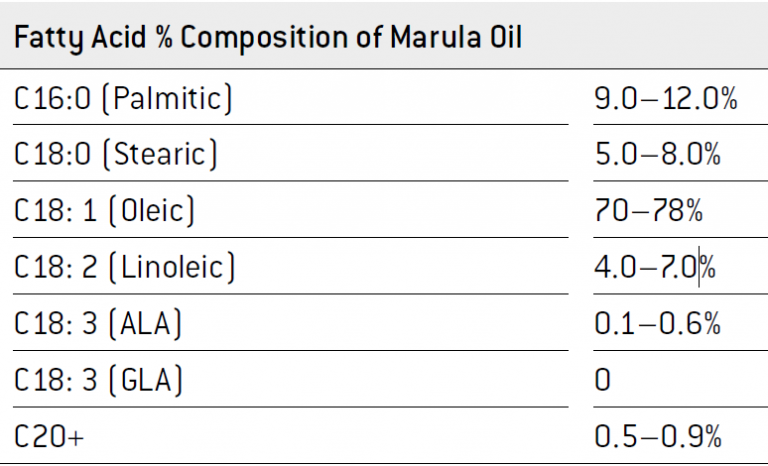 Fatty Acid % Composition of Marula Oil
C16:0 (Palmitic) 9.0–12.0%
C18:0 (Stearic) 5.0–8.0%
C18: 1 (Oleic) 70–78%
C18: 2 (Linoleic) 4.0–7.0%
C18: 3 (ALA) 0.1–0.6%
C18: 3 (GLA) 0
C20+ 0.5–0.9%